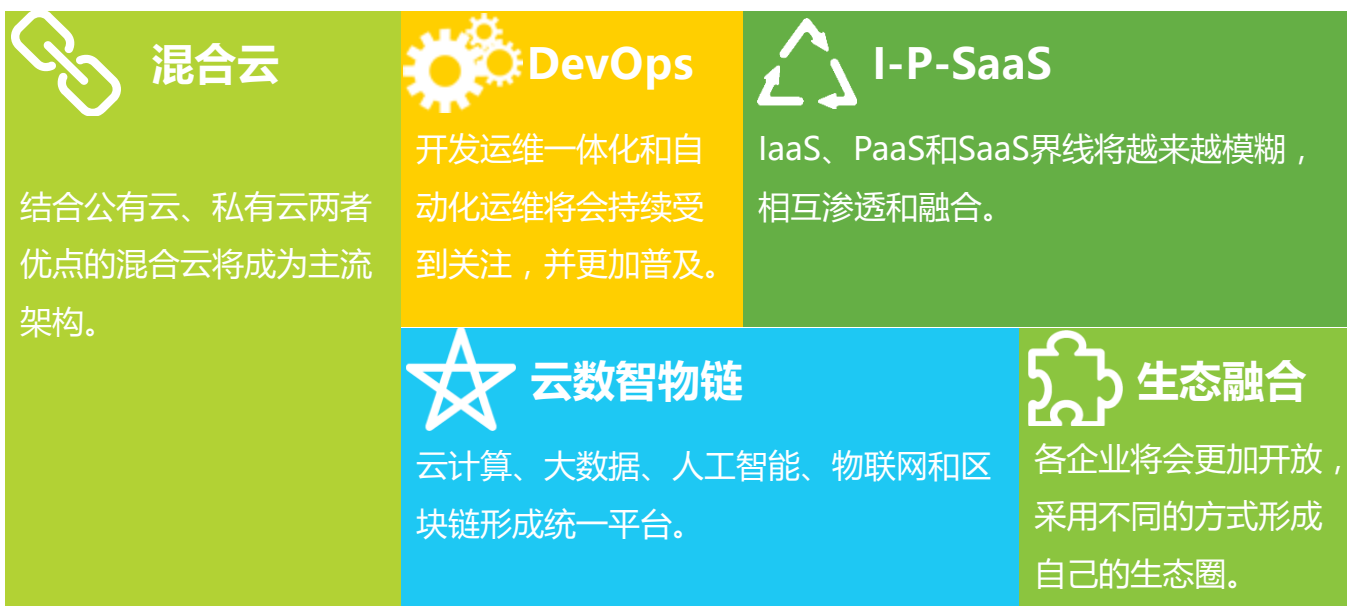 混合云
结合公有云、私有云两者
优点的混合云将成为主流
架构。
DevOps
开发运维一体化和自
动化运维将会持续受
到关注，并更加普及。
I-P-SaaS
IaaS、PaaS和SaaS界线将越来越模糊，
相互渗透和融合。
云数智物链
云计算、大数据、人工智能、物联网和区
块链形成统一平台。
生态融合
各企业将会更加开放，
采用不同的方式形成
自己的生态圈。